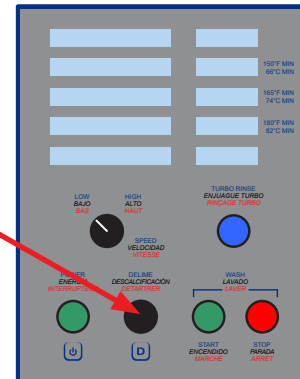 150°F MIN
66°C MIN
165°F MIN
74°C MIN
180°F MIN
82°C MIN
LOW HIGH
BAJO ALTO
BAS HAUT
TURBO RINSE
ENJUAGUE TURBO
RINÇAGE TURBO
SPEED
VELOCIDAD
VITESSE
POWER
ENERGÍA
INTERRUPTEUR
DELIME
DESCALCIFICACIÓN
DÉTARTRER
WASH
LAVADO
LAVER
START STOP
ENCENDIDO PARADA
MARCHE ARRET
D